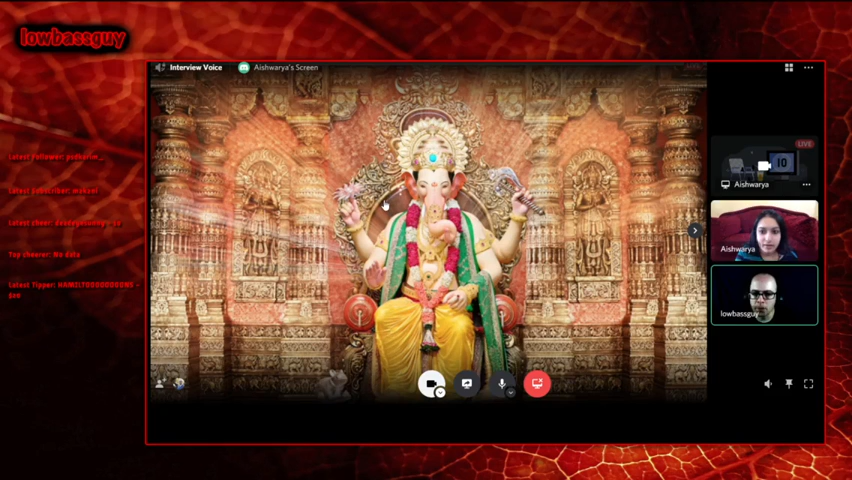 lowbassguy
Interview Voice
Aishwarya's Screen
LIVE
10
Aishwarya
Aishwarya
lowbassguy
Latest Follower:
Latest Subscriber:
Latest cheer:
Top cheerer: No data
Latest Tipper: